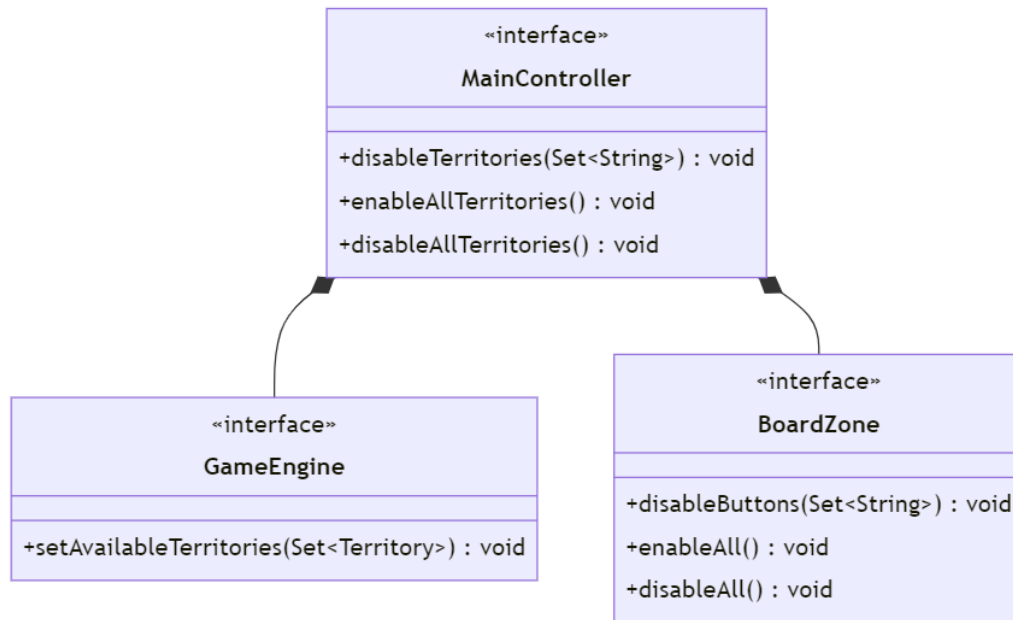 «interface»
MainController
+disableTerritories(Set<String>) : void
+enableAllTerritories() : void
+disableAllTerritories() : void
«interface»
GameEngine
+setAvailableTerritories(Set<Territory>) : void
«interface»
BoardZone
+disableButtons(Set<String>) : void
+enableAll() : void
+disableAll() : void